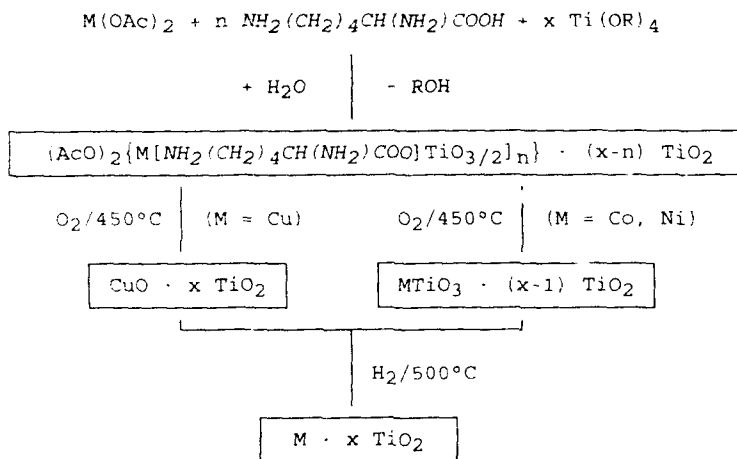 M(OAc)2 + n NH2(CH2)4CH(NH2)COOH + x Ti(OR)4
+ H2O - ROH
(AcO)2{M[NH2(CH2)4CH(NH2)COO]TiO3/2]n} · (x-n) TiO2
O2/450°C (M = Cu) O2/450°C (M = Co, Ni)
CuO · x TiO2 MTiO3 · (x-1) TiO2
H2/500°C
M · x TiO2